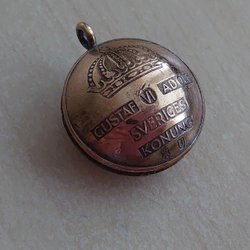 GUSTAF VI ADOLF
SVERIGES
KONUNG